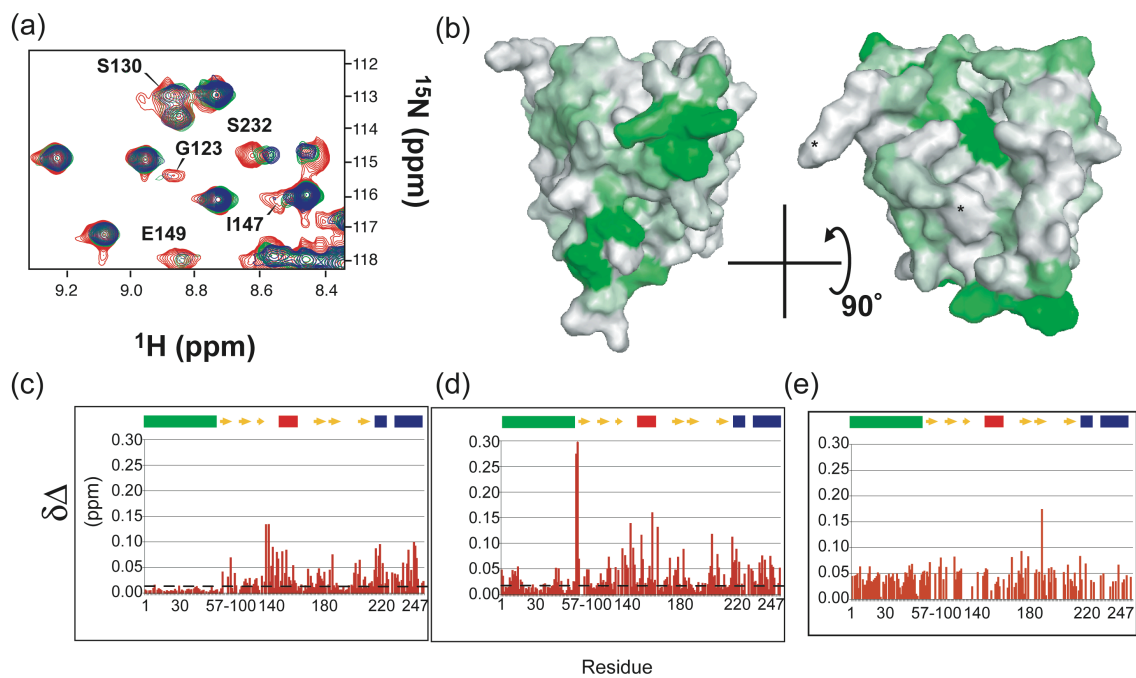 (a)
S130
S232
G123
I147
E149
112
113
114
115
116
117
118
9.2 9.0 8.8 8.6 8.4
¹H (ppm)
¹⁵N (ppm)
(b)
*
*
90°
(c)
0.30
0.25
0.20
0.15
0.10
0.05
0.00
1 30 57-100 140 180 220 247
δΔ
(ppm)
(d)
0.30
0.25
0.20
0.15
0.10
0.05
0.00
1 30 57-100 140 180 220 247
(e)
0.30
0.25
0.20
0.15
0.10
0.05
0.00
1 30 57-100 140 180 220 247
Residue